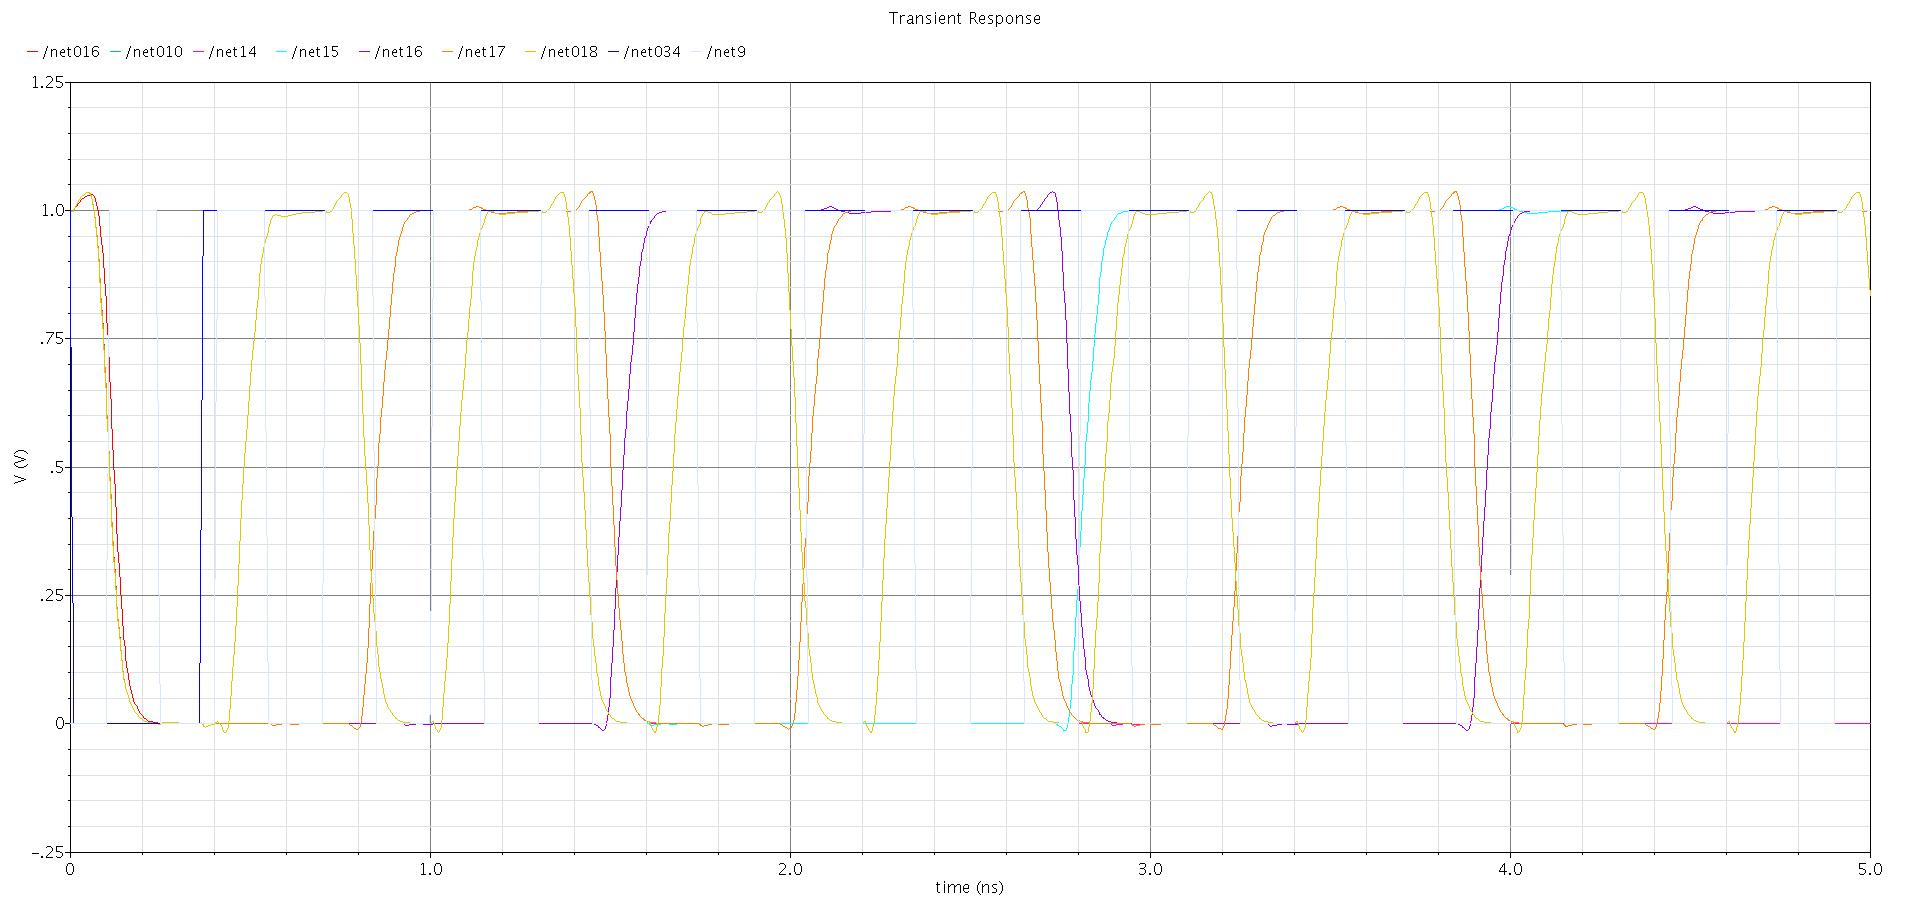 Transient Response
/net016 /net010 /net14 /net15 /net16 /net17 /net018 /net034 /net9
1.25
1.0
.75
.5
.25
0
-.25
V (V)
0 1.0 2.0 3.0 4.0 5.0
time (ns)